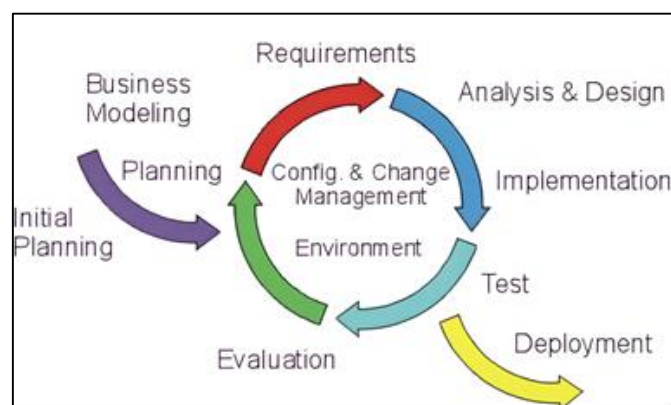 Requirements
Business
Modeling
Analysis & Design
Planning
Config. & Change
Management
Implementation
Initial
Planning
Environment
Test
Evaluation
Deployment